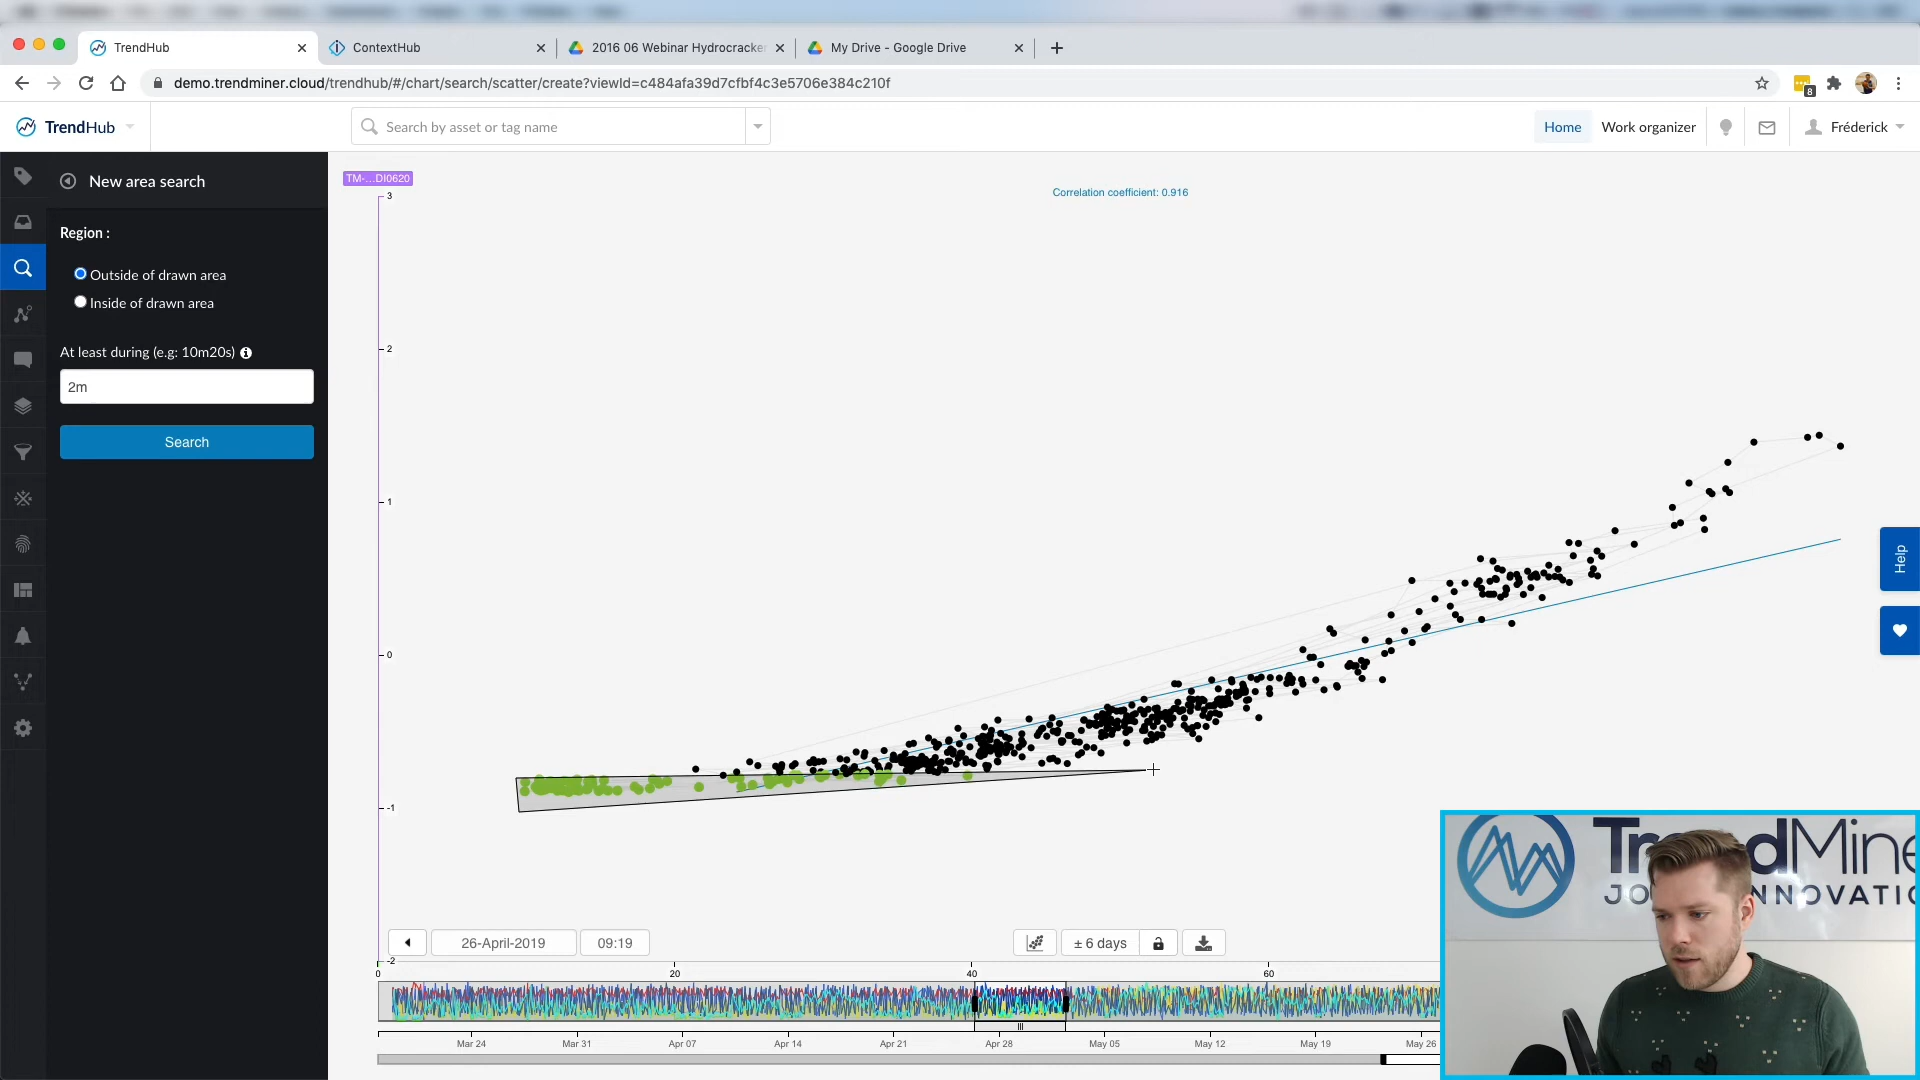 TrendHub
ContextHub
2016 06 Webinar Hydrocracker
My Drive - Google Drive
demo.trendminer.cloud/trendhub/#/chart/search/scatter/create?viewId=c484afa39d7cfbf4c3e5706e384c210f
8
TrendHub
Search by asset or tag name
Home
Work organizer
Fréderick
New area search
Region :
Outside of drawn area
Inside of drawn area
At least during (e.g: 10m20s)
2m
Search
TM-...DI0620
Correlation coefficient: 0.916
3
2
1
0
-1
-2
Help
26-April-2019
09:19
± 6 days
0
20
40
60
Mar 24
Mar 31
Apr 07
Apr 14
Apr 21
Apr 28
May 05
May 12
May 19
May 26